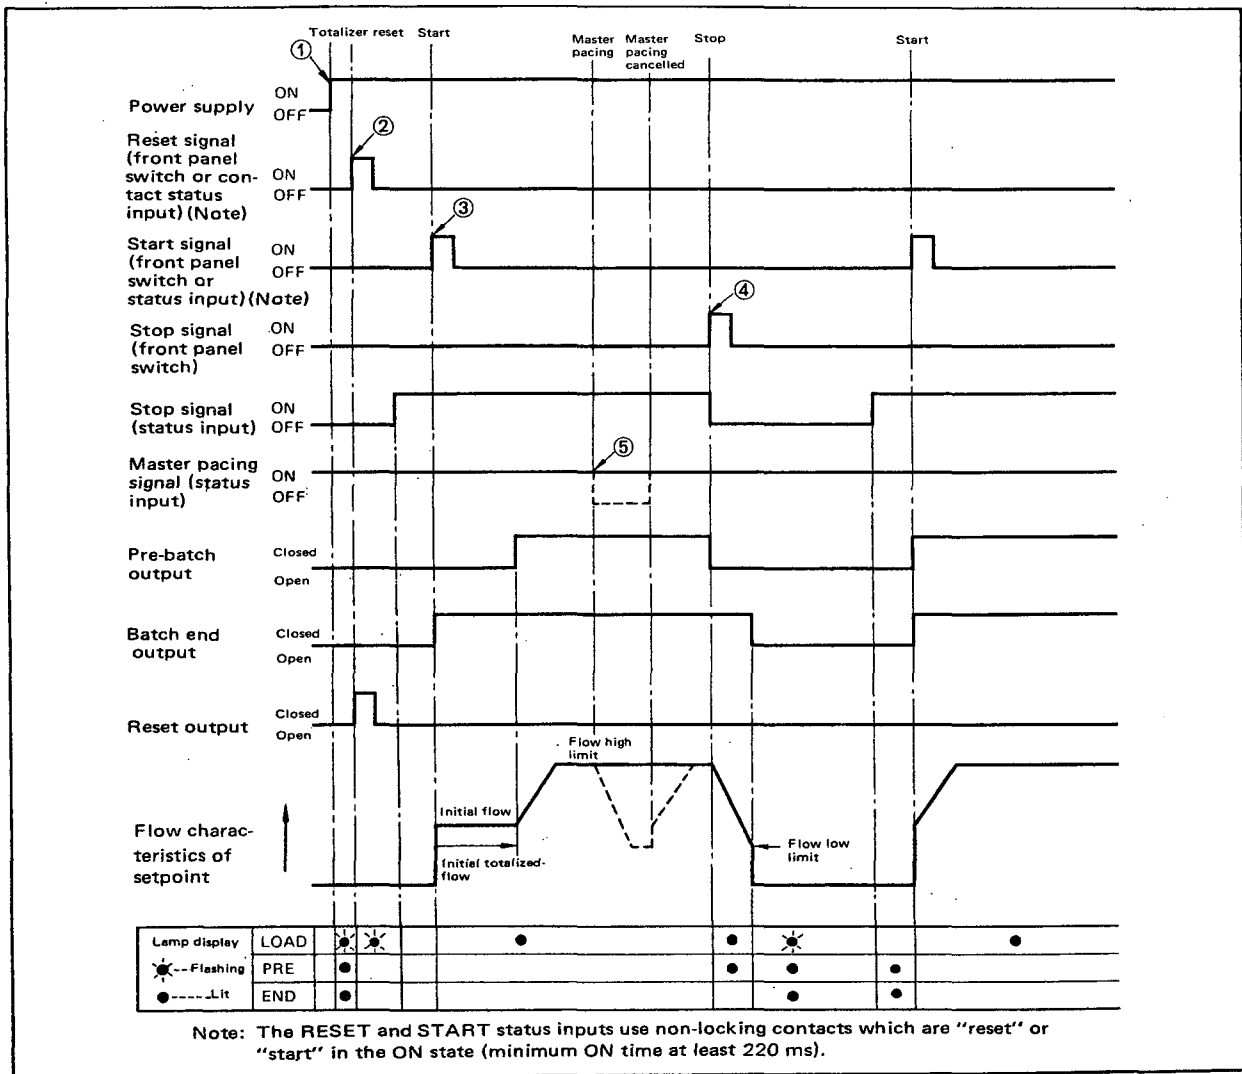 Totalizer reset Start Master Master Stop Start
pacing pacing
cancelled
①
Power supply ON
OFF
②
Reset signal
(front panel
switch or con- ON
tact status OFF
input) (Note)
③
Start signal ON
(front panel OFF
switch or
status input) (Note)
④
Stop signal ON
(front panel OFF
switch)
Stop signal ON
(status input) OFF
⑤
Master pacing
signal (status ON
input) OFF
Pre-batch Closed
output Open
Batch end Closed
output Open
Reset output Closed
Open
Flow high
limit
Initial flow
Flow charac-
teristics of
setpoint
Initial totalized-
flow
Flow low
limit
Lamp display LOAD
--Flashing PRE
-----Lit END
Note: The RESET and START status inputs use non-locking contacts which are "reset" or
"start" in the ON state (minimum ON time at least 220 ms).